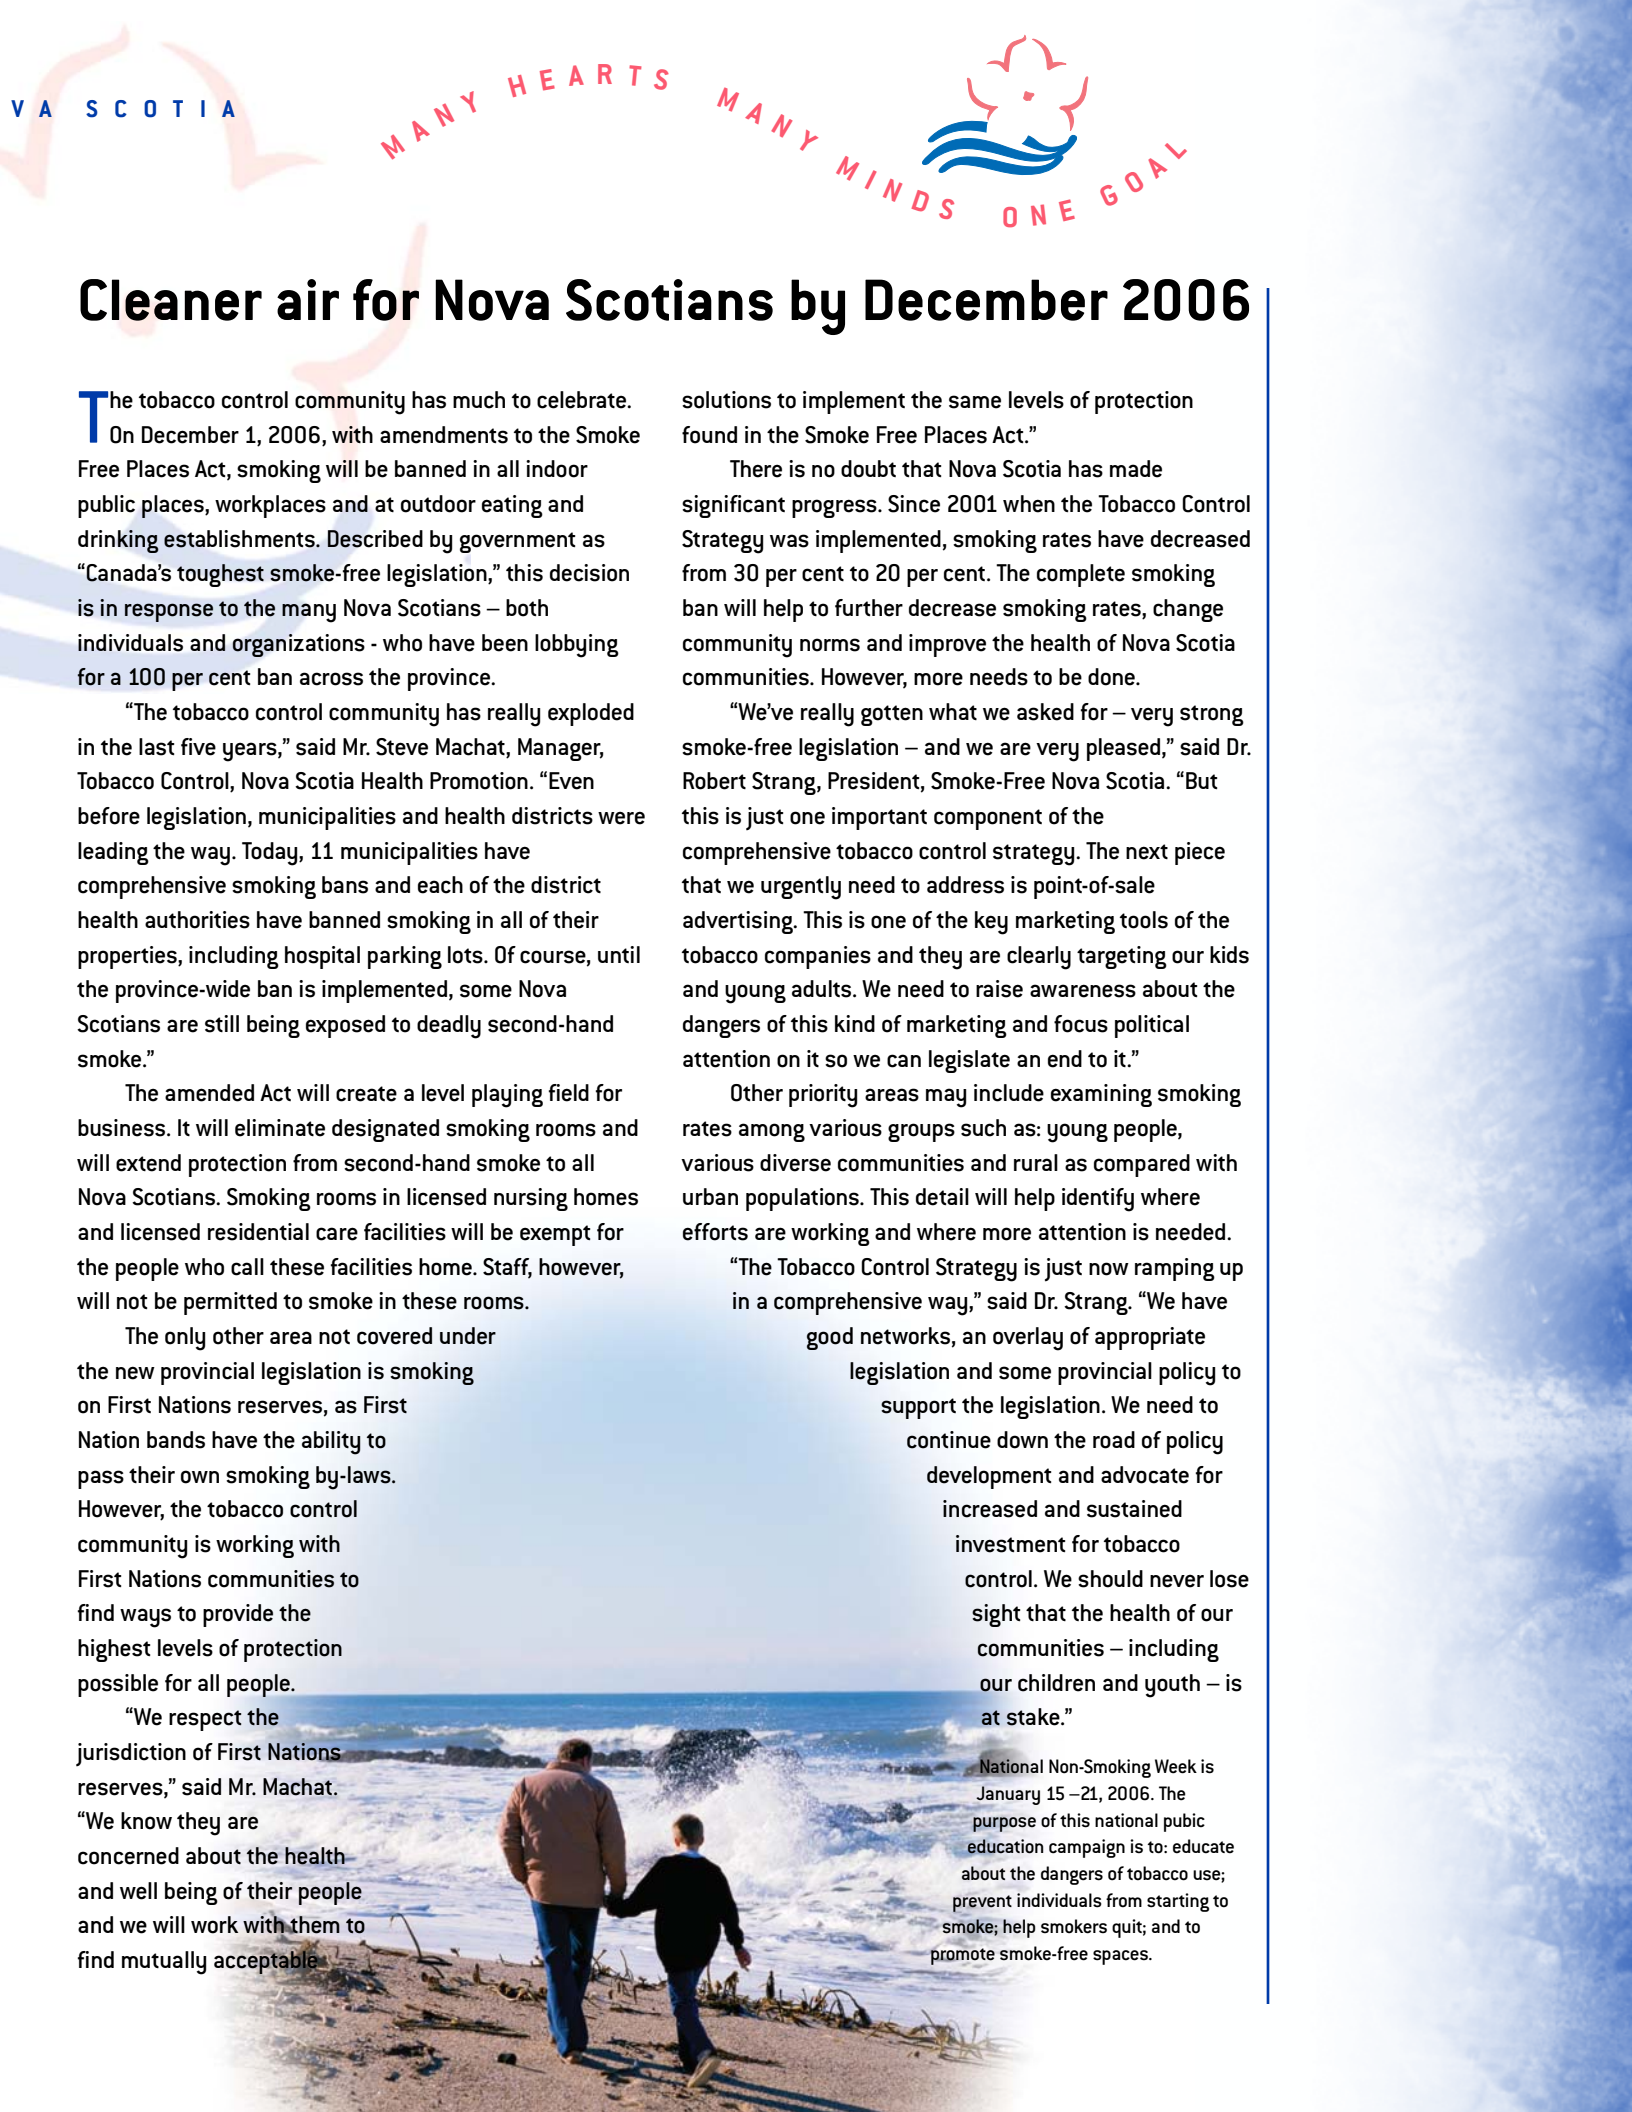 VA SCOTIA
MANY HEARTS MANY MINDS ONE GOAL
Cleaner air for Nova Scotians by December 2006
The tobacco control community has much to celebrate.
On December 1, 2006, with amendments to the Smoke
Free Places Act, smoking will be banned in all indoor
public places, workplaces and at outdoor eating and
drinking establishments. Described by government as
“Canada’s toughest smoke-free legislation,” this decision
is in response to the many Nova Scotians – both
individuals and organizations - who have been lobbying
for a 100 per cent ban across the province.
“The tobacco control community has really exploded
in the last five years,” said Mr. Steve Machat, Manager,
Tobacco Control, Nova Scotia Health Promotion. “Even
before legislation, municipalities and health districts were
leading the way. Today, 11 municipalities have
comprehensive smoking bans and each of the district
health authorities have banned smoking in all of their
properties, including hospital parking lots. Of course, until
the province-wide ban is implemented, some Nova
Scotians are still being exposed to deadly second-hand
smoke.”
The amended Act will create a level playing field for
business. It will eliminate designated smoking rooms and
will extend protection from second-hand smoke to all
Nova Scotians. Smoking rooms in licensed nursing homes
and licensed residential care facilities will be exempt for
the people who call these facilities home. Staff, however,
will not be permitted to smoke in these rooms.
The only other area not covered under
the new provincial legislation is smoking
on First Nations reserves, as First
Nation bands have the ability to
pass their own smoking by-laws.
However, the tobacco control
community is working with
First Nations communities to
find ways to provide the
highest levels of protection
possible for all people.
“We respect the
jurisdiction of First Nations
reserves,” said Mr. Machat.
“We know they are
concerned about the health
and well being of their people
and we will work with them to
find mutually acceptable
solutions to implement the same levels of protection
found in the Smoke Free Places Act.”
There is no doubt that Nova Scotia has made
significant progress. Since 2001 when the Tobacco Control
Strategy was implemented, smoking rates have decreased
from 30 per cent to 20 per cent. The complete smoking
ban will help to further decrease smoking rates, change
community norms and improve the health of Nova Scotia
communities. However, more needs to be done.
“We’ve really gotten what we asked for – very strong
smoke-free legislation – and we are very pleased,” said Dr.
Robert Strang, President, Smoke-Free Nova Scotia. “But
this is just one important component of the
comprehensive tobacco control strategy. The next piece
that we urgently need to address is point-of-sale
advertising. This is one of the key marketing tools of the
tobacco companies and they are clearly targeting our kids
and young adults. We need to raise awareness about the
dangers of this kind of marketing and focus political
attention on it so we can legislate an end to it.”
Other priority areas may include examining smoking
rates among various groups such as: young people,
various diverse communities and rural as compared with
urban populations. This detail will help identify where
efforts are working and where more attention is needed.
“The Tobacco Control Strategy is just now ramping up
in a comprehensive way,” said Dr. Strang. “We have
good networks, an overlay of appropriate
legislation and some provincial policy to
support the legislation. We need to
continue down the road of policy
development and advocate for
increased and sustained
investment for tobacco
control. We should never lose
sight that the health of our
communities – including
our children and youth – is
at stake.”
National Non-Smoking Week is
January 15 –21, 2006. The
purpose of this national pubic
education campaign is to: educate
about the dangers of tobacco use;
prevent individuals from starting to
smoke; help smokers quit; and to
promote smoke-free spaces.